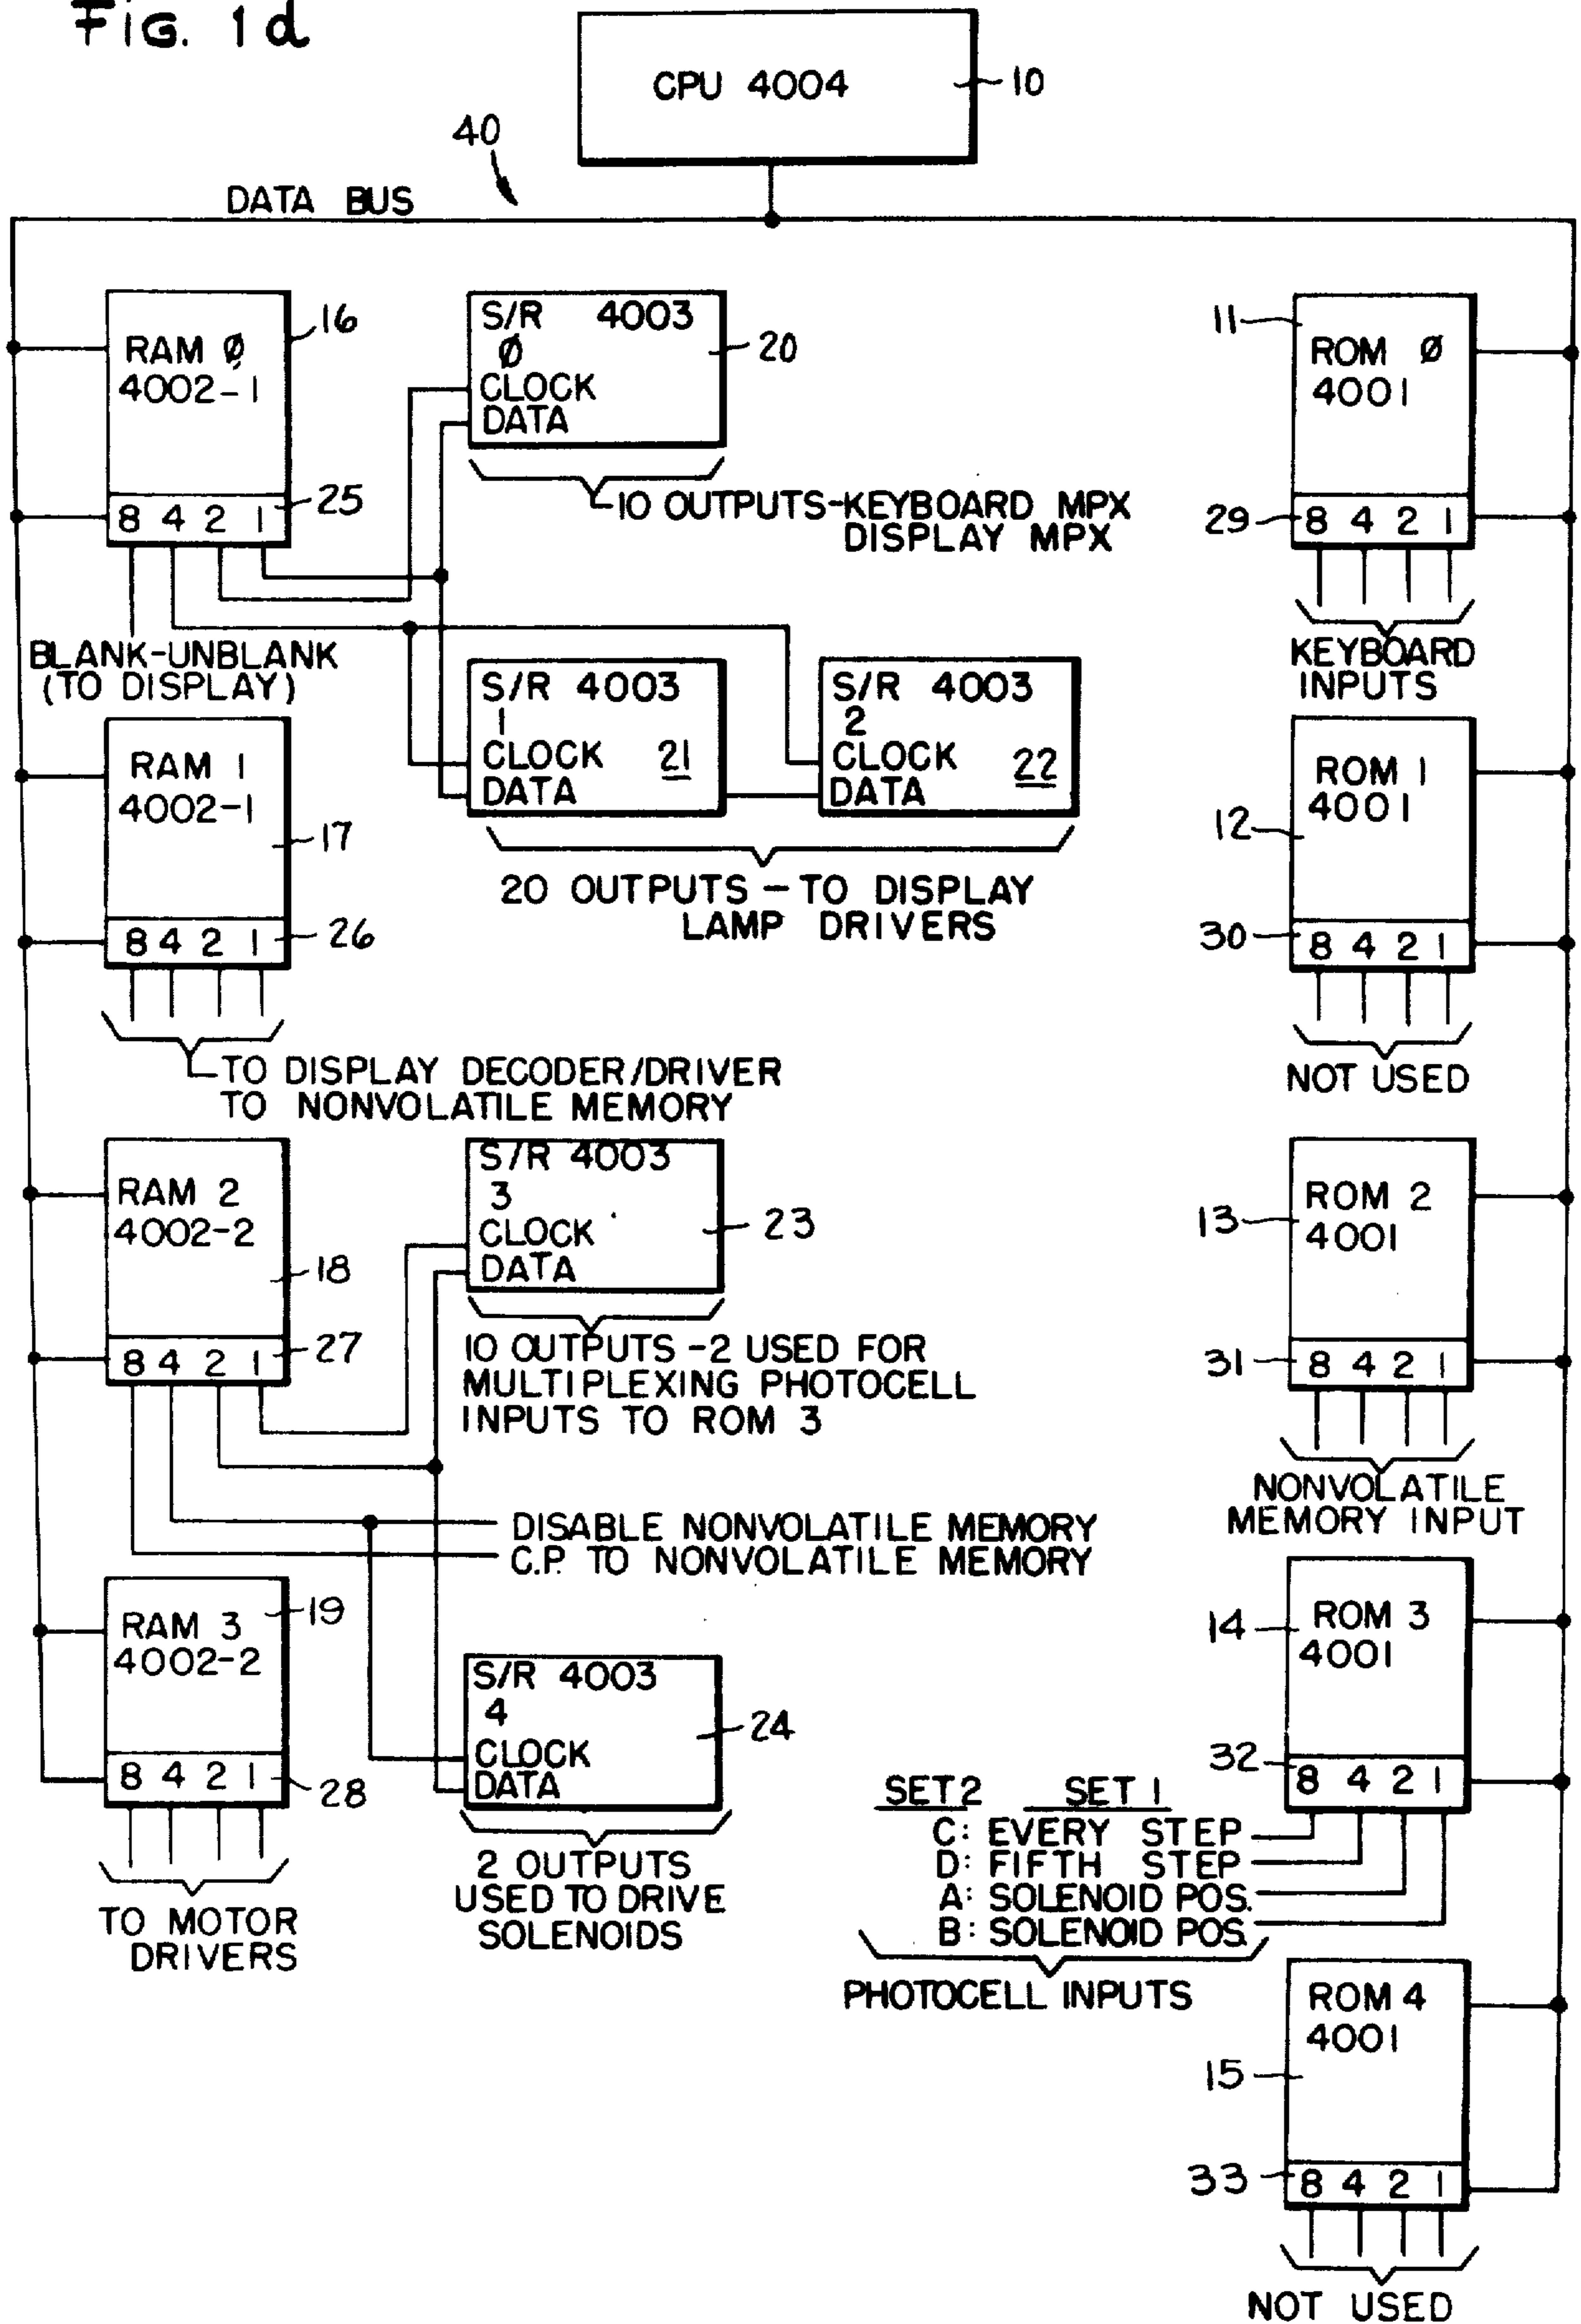 Fig. 1d
CPU 4004
10
40
DATA BUS
RAM Ø
4002-1
16
8 4 2 1
25
BLANK-UNBLANK
(TO DISPLAY)
S/R 4003
Ø
CLOCK
DATA
20
10 OUTPUTS-KEYBOARD MPX
DISPLAY MPX
S/R 4003
1
CLOCK
DATA
21
S/R 4003
2
CLOCK
DATA
22
20 OUTPUTS - TO DISPLAY
LAMP DRIVERS
RAM 1
4002-1
17
8 4 2 1
26
TO DISPLAY DECODER/DRIVER
TO NONVOLATILE MEMORY
RAM 2
4002-2
18
8 4 2 1
27
S/R 4003
3
CLOCK
DATA
23
10 OUTPUTS -2 USED FOR
MULTIPLEXING PHOTOCELL
INPUTS TO ROM 3
DISABLE NONVOLATILE MEMORY
C.P. TO NONVOLATILE MEMORY
RAM 3
4002-2
19
8 4 2 1
28
TO MOTOR
DRIVERS
S/R 4003
4
CLOCK
DATA
24
2 OUTPUTS
USED TO DRIVE
SOLENOIDS
11
ROM Ø
4001
29
8 4 2 1
KEYBOARD
INPUTS
ROM 1
4001
12
30
8 4 2 1
NOT USED
ROM 2
4001
13
31
8 4 2 1
NONVOLATILE
MEMORY INPUT
ROM 3
4001
14
32
8 4 2 1
SET 2 SET 1
C: EVERY STEP
D: FIFTH STEP
A: SOLENOID POS.
B: SOLENOID POS.
PHOTOCELL INPUTS
ROM 4
4001
15
33
8 4 2 1
NOT USED